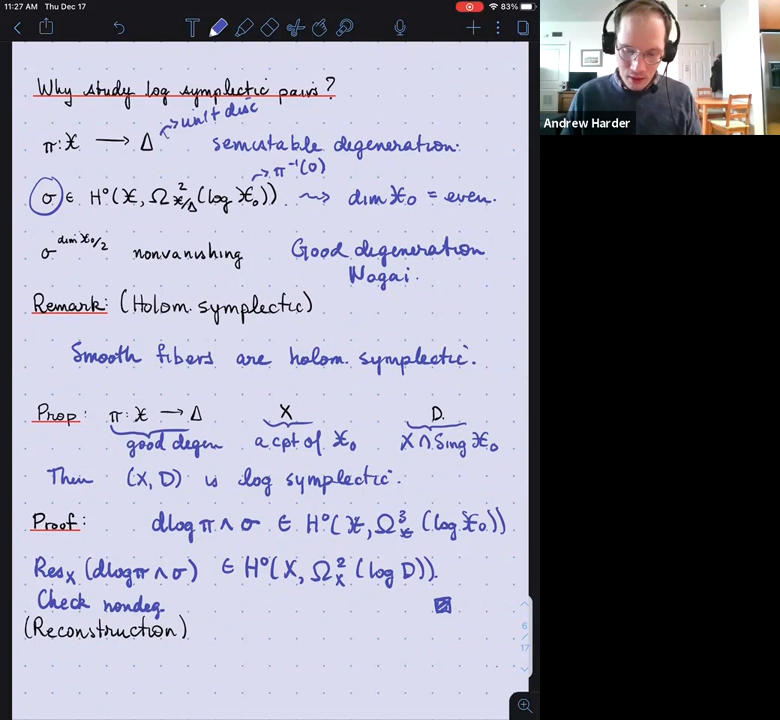 11:27 AM Thu Dec 17
83%
Why study log symplectic pairs?
→ unit disc
π: 𝒳 → Δ semistable degeneration.
→ π⁻¹(0)
σ ∈ H⁰(𝒳, Ω²_{𝒳/Δ}(log 𝒳₀)) ⇝ dim 𝒳₀ = even.
σ^{dim 𝒳₀/2} nonvanishing Good degeneration
Nagai.
Remark: (Holom. symplectic)
Smooth fibers are holom. symplectic.
Prop: π: 𝒳 → Δ X D.
good degen a cpt of 𝒳₀ X ∩ Sing 𝒳₀
Then (X, D) is log symplectic.
Proof: dlog π ∧ σ ∈ H⁰(𝒳, Ω³_𝒳(log 𝒳₀))
Res_X (dlog π ∧ σ) ∈ H⁰(X, Ω²_X(log D)).
Check nondeg.
(Reconstruction)
6
17
Andrew Harder